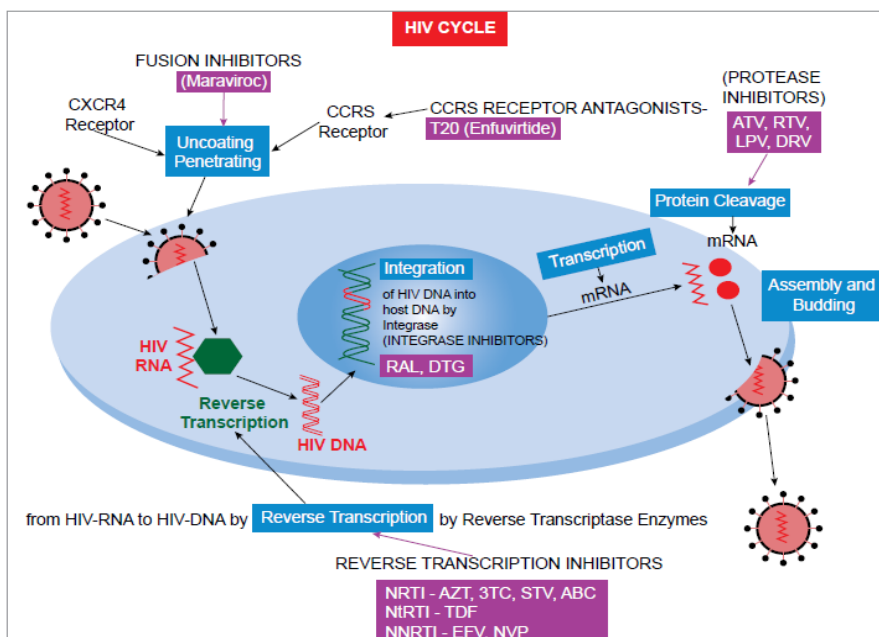 HIV CYCLE
FUSION INHIBITORS
(Maraviroc)
CXCR4
Receptor
Uncoating
Penetrating
CCRS
Receptor
CCRS RECEPTOR ANTAGONISTS-
T20 (Enfuvirtide)
(PROTEASE
INHIBITORS)
ATV, RTV,
LPV, DRV
Protein Cleavage
mRNA
Transcription
mRNA
Assembly and
Budding
Integration
of HIV DNA into
host DNA by
Integrase
(INTEGRASE INHIBITORS)
RAL, DTG
HIV
RNA
Reverse
Transcription
HIV DNA
from HIV-RNA to HIV-DNA by Reverse Transcription by Reverse Transcriptase Enzymes
REVERSE TRANSCRIPTION INHIBITORS
NRTI - AZT, 3TC, STV, ABC
NtRTI - TDF
NNRTI - EFV, NVP